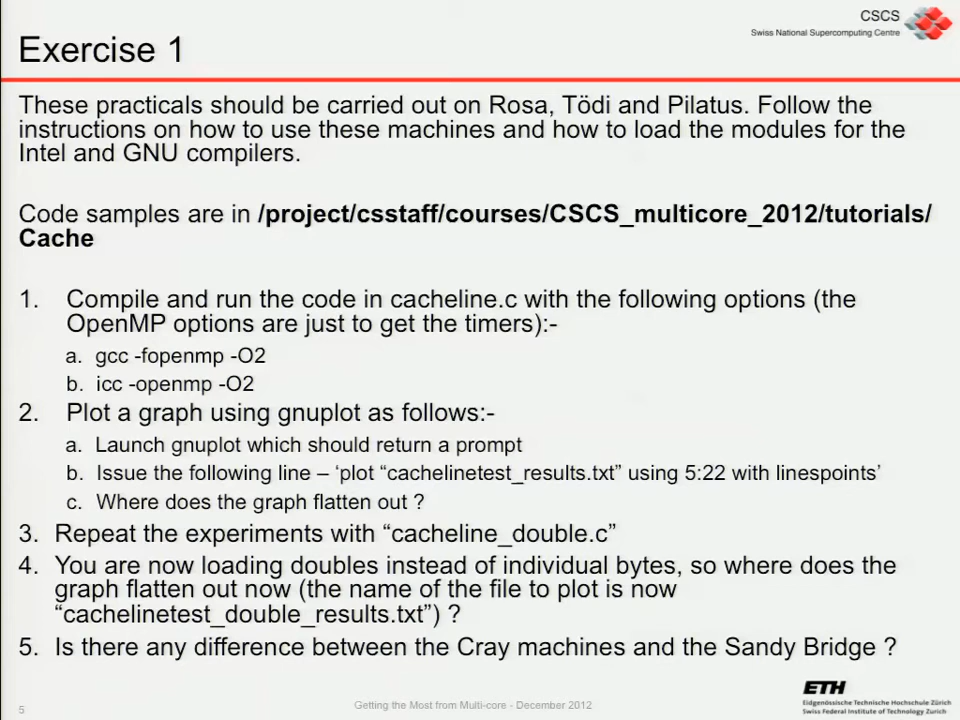 CSCS
Swiss National Supercomputing Centre
Exercise 1
These practicals should be carried out on Rosa, Tödi and Pilatus. Follow the
instructions on how to use these machines and how to load the modules for the
Intel and GNU compilers.
Code samples are in /project/csstaff/courses/CSCS_multicore_2012/tutorials/
Cache
1. Compile and run the code in cacheline.c with the following options (the
OpenMP options are just to get the timers):-
a. gcc -fopenmp -O2
b. icc -openmp -O2
2. Plot a graph using gnuplot as follows:-
a. Launch gnuplot which should return a prompt
b. Issue the following line – ‘plot “cachelinetest_results.txt” using 5:22 with linespoints’
c. Where does the graph flatten out ?
3. Repeat the experiments with “cacheline_double.c”
4. You are now loading doubles instead of individual bytes, so where does the
graph flatten out now (the name of the file to plot is now
“cachelinetest_double_results.txt”) ?
5. Is there any difference between the Cray machines and the Sandy Bridge ?
5
Getting the Most from Multi-core - December 2012
ETH
Eidgenössische Technische Hochschule Zürich
Swiss Federal Institute of Technology Zurich